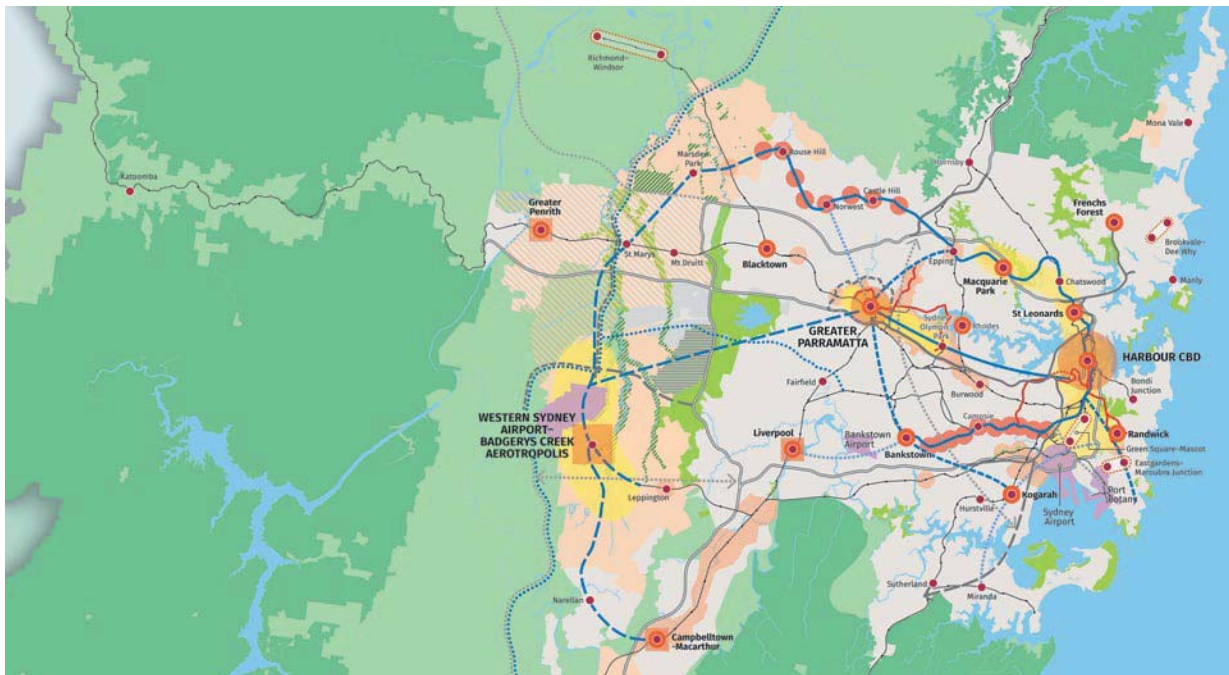 Richmond–
Windsor
Mona Vale
Katoomba
Marsden
Park
Rouse Hill
Hornsby
Castle Hill
Norwest
Greater
Penrith
Frenchs
Forest
Brookvale-
Dee Why
St Marys
Mt Druitt
Blacktown
Epping
Macquarie
Park
Chatswood
Manly
St Leonards
GREATER
PARRAMATTA
Sydney
Olympic
Park
Rhodes
HARBOUR CBD
Fairfield
Burwood
Bondi
Junction
WESTERN SYDNEY
AIRPORT–
BADGERYS CREEK
AEROTROPOLIS
Liverpool
Bankstown
Airport
Bankstown
Campsie
Randwick
Green Square–Mascot
Eastgardens–
Maroubra Junction
Leppington
Kogarah
Port
Botany
Hurstville
Sydney
Airport
Sutherland
Miranda
Narellan
Campbelltown
-Macarthur